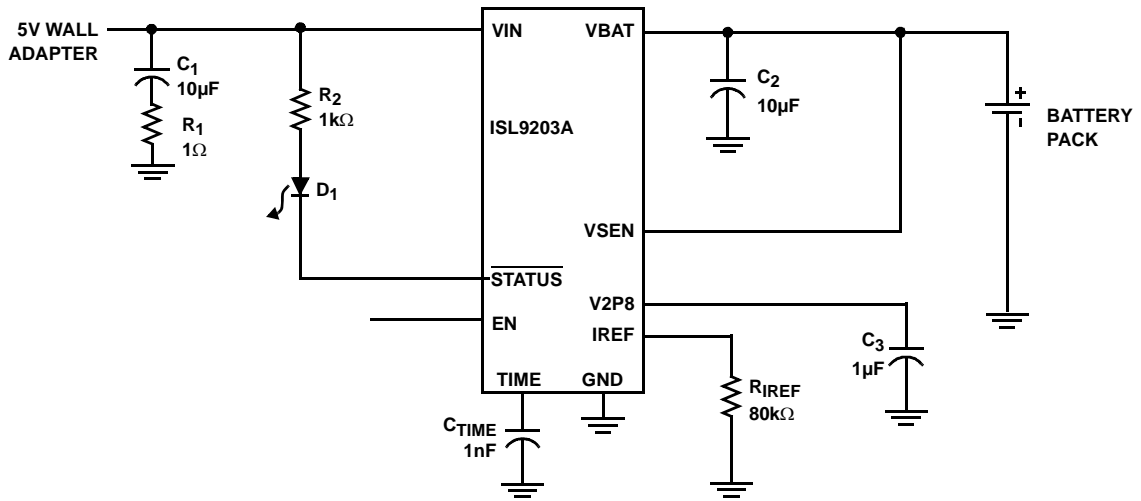 5V WALL
ADAPTER
C1
10µF
R1
1Ω
R2
1kΩ
D1
VIN
VBAT
ISL9203A
VSEN
STATUS
V2P8
EN
IREF
TIME
GND
C2
10µF
+
-
BATTERY
PACK
C3
1µF
RIREF
80kΩ
CTIME
1nF